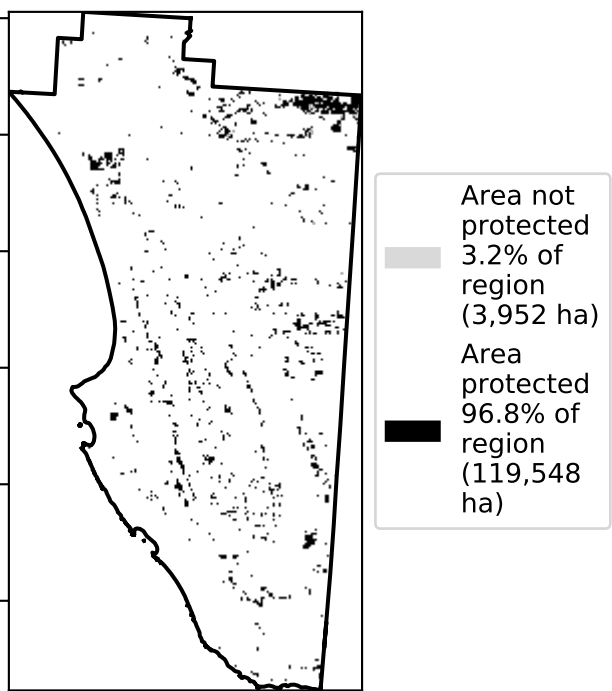 Area not
protected
3.2% of
region
(3,952 ha)
Area
protected
96.8% of
region
(119,548
ha)